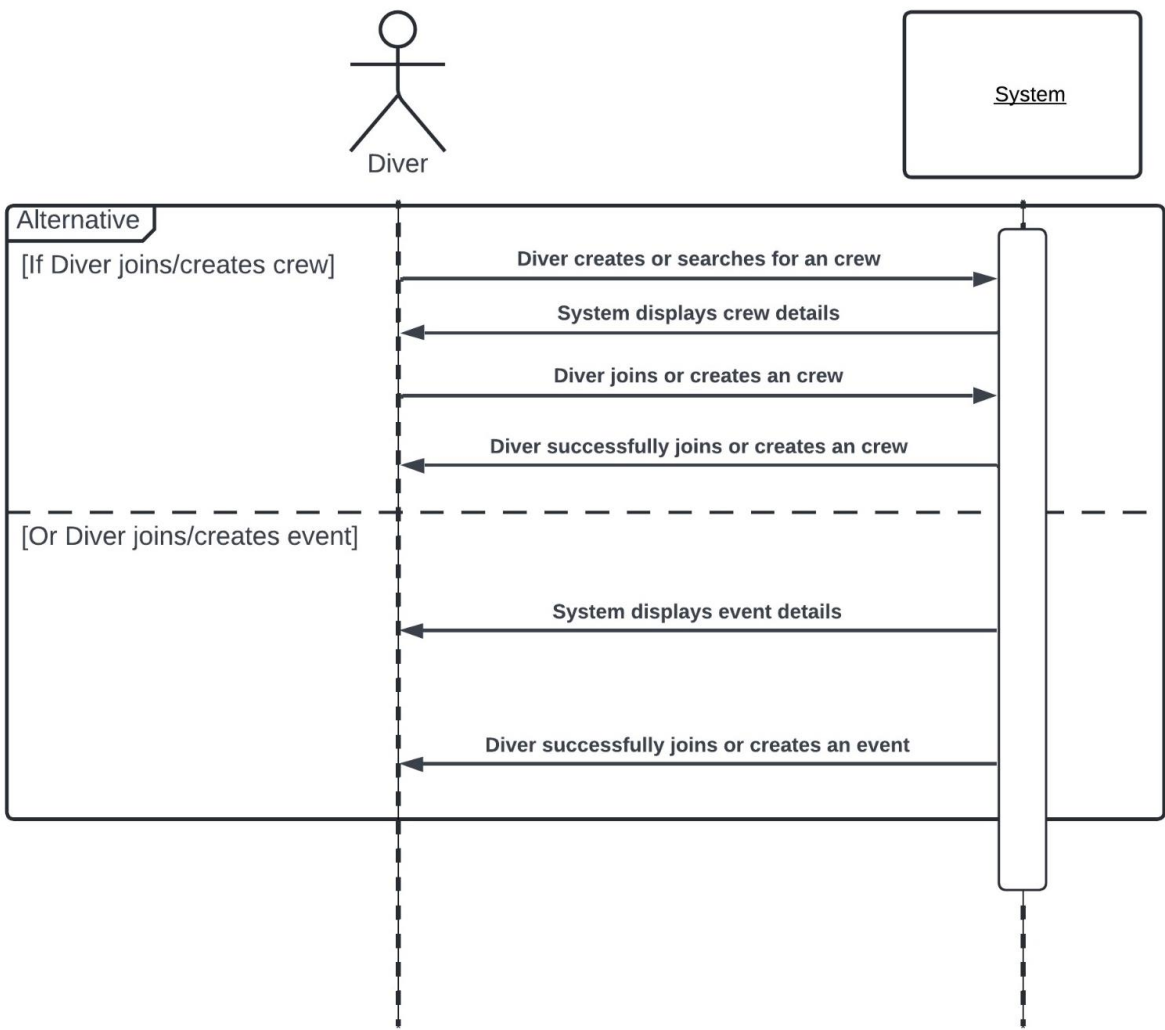 Diver
System
Alternative
[If Diver joins/creates crew]
Diver creates or searches for an crew
System displays crew details
Diver joins or creates an crew
Diver successfully joins or creates an crew
[Or Diver joins/creates event]
System displays event details
Diver successfully joins or creates an event